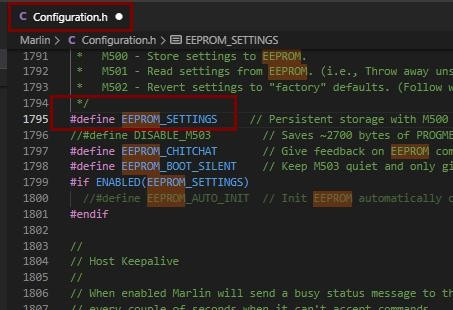 Configuration.h
Marlin > Configuration.h > EEPROM_SETTINGS
1791 * M500 - Store settings to EEPROM.
1792 * M501 - Read settings from EEPROM. (i.e., Throw away uns
1793 * M502 - Revert settings to "factory" defaults. (Follow w
1794 */
1795 #define EEPROM_SETTINGS // Persistent storage with M500
1796 //#define DISABLE_M503 // Saves ~2700 bytes of PROGME
1797 #define EEPROM_CHITCHAT // Give feedback on EEPROM com
1798 #define EEPROM_BOOT_SILENT // Keep M503 quiet and only gi
1799 #if ENABLED(EEPROM_SETTINGS)
1800 //#define EEPROM_AUTO_INIT // Init EEPROM automatically o
1801 #endif
1802
1803 //
1804 // Host Keepalive
1805 //
1806 // When enabled Marlin will send a busy status message to th
1807 // every couple of seconds when it can't accept commands.